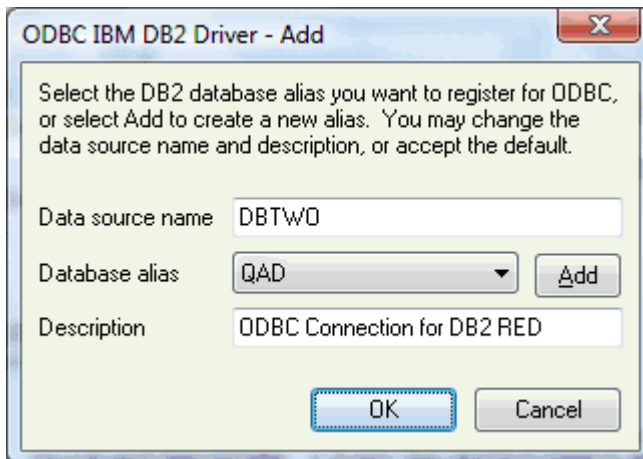 ODBC IBM DB2 Driver - Add
Select the DB2 database alias you want to register for ODBC,
or select Add to create a new alias. You may change the
data source name and description, or accept the default.
Data source name DBTWO
Database alias QAD Add
Description ODBC Connection for DB2 RED
OK Cancel